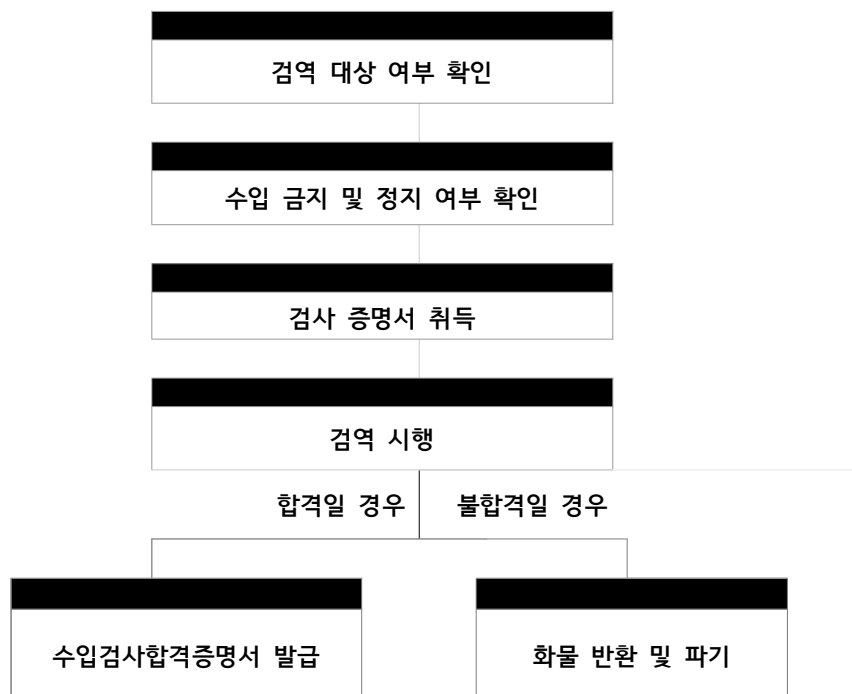 검역 대상 여부 확인
수입 금지 및 정지 여부 확인
검사 증명서 취득
검역 시행
합격일 경우
불합격일 경우
수입검사합격증명서 발급
화물 반환 및 파기